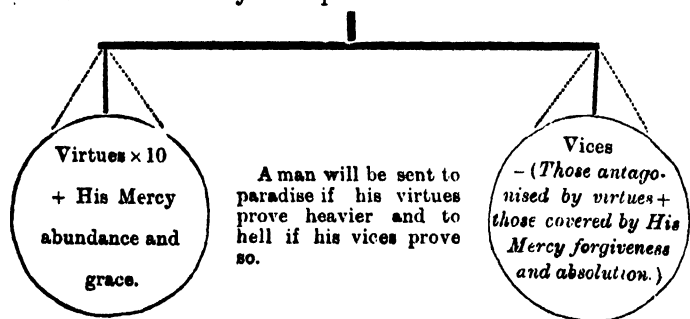 Virtues × 10
+ His Mercy
abundance and
grace.
A man will be sent to
paradise if his virtues
prove heavier and to
hell if his vices prove
so.
Vices
– (Those antago-
nised by virtues +
those covered by His
Mercy forgiveness
and absolution.)